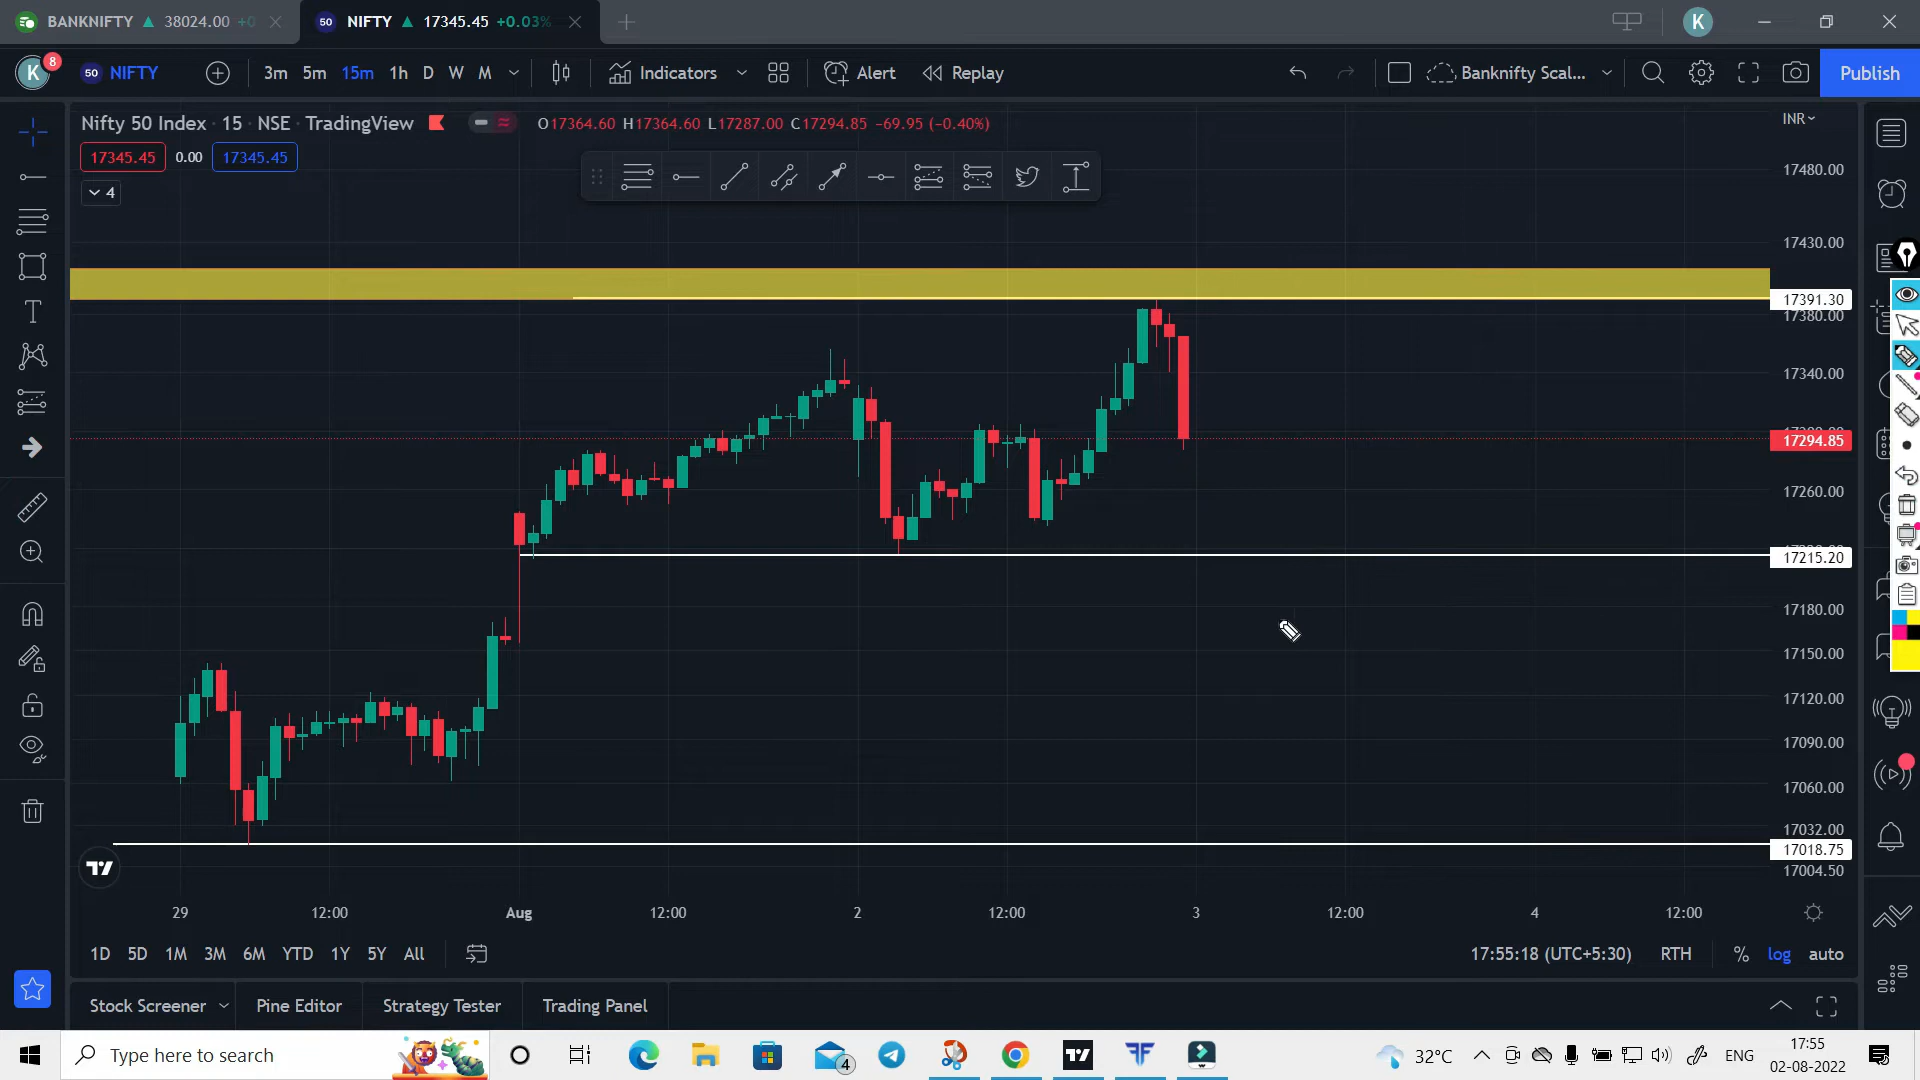 BANKNIFTY ▲ 38024.00 +0
50 NIFTY ▲ 17345.45 +0.03%
K
K 8
50 NIFTY
3m 5m 15m 1h D W M
Indicators
Alert
Replay
Banknifty Scal...
Publish
Nifty 50 Index · 15 · NSE · TradingView
O17364.60 H17364.60 L17287.00 C17294.85 −69.95 (−0.40%)
INR
17345.45 0.00 17345.45
4
17480.00
17430.00
17391.30
17380.00
17340.00
17294.85
17260.00
17215.20
17180.00
17150.00
17120.00
17090.00
17060.00
17032.00
17018.75
17004.50
29 12:00 Aug 12:00 2 12:00 3 12:00 4 12:00
1D 5D 1M 3M 6M YTD 1Y 5Y All
17:55:18 (UTC+5:30) RTH % log auto
Stock Screener Pine Editor Strategy Tester Trading Panel
Type here to search
4
32°C
ENG
17:55
02-08-2022